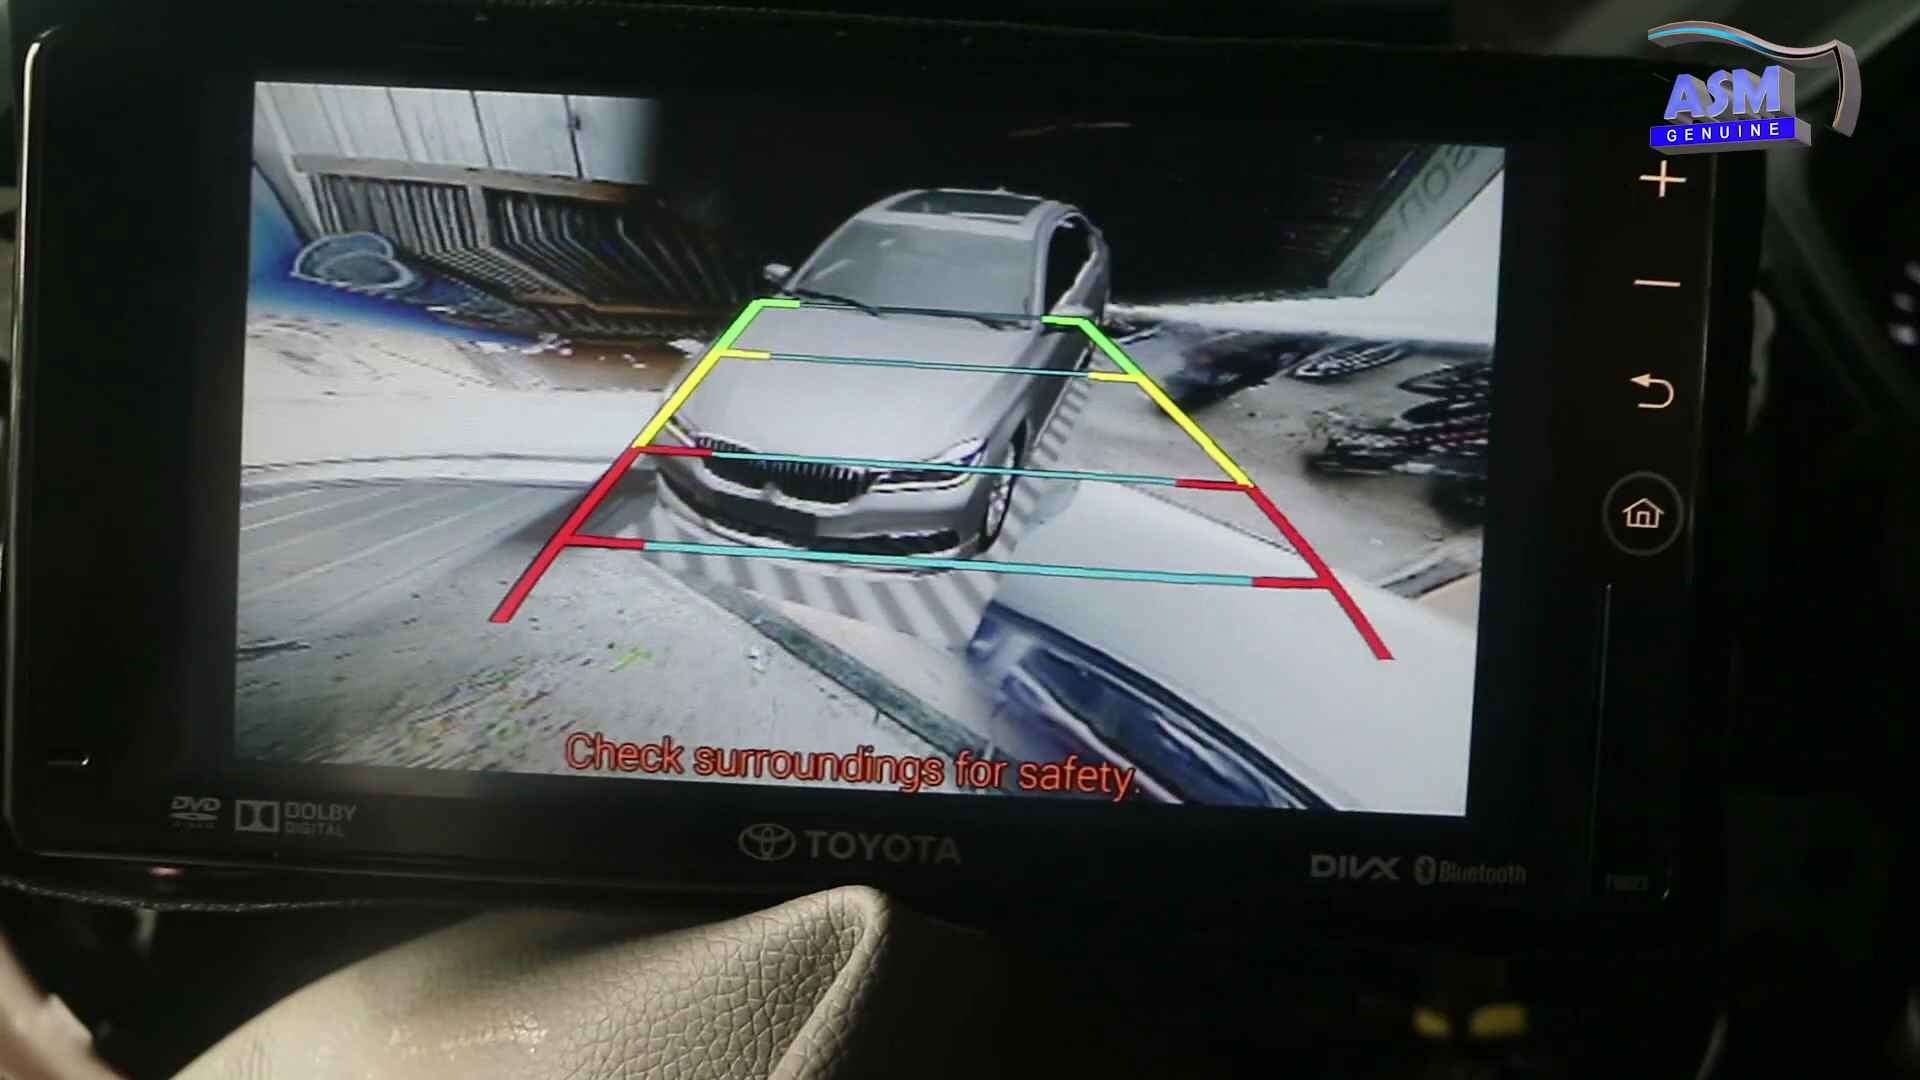 ASM
GENUINE
Check surroundings for safety.
DVD
DOLBY
DIGITAL
TOYOTA
DIVX Bluetooth